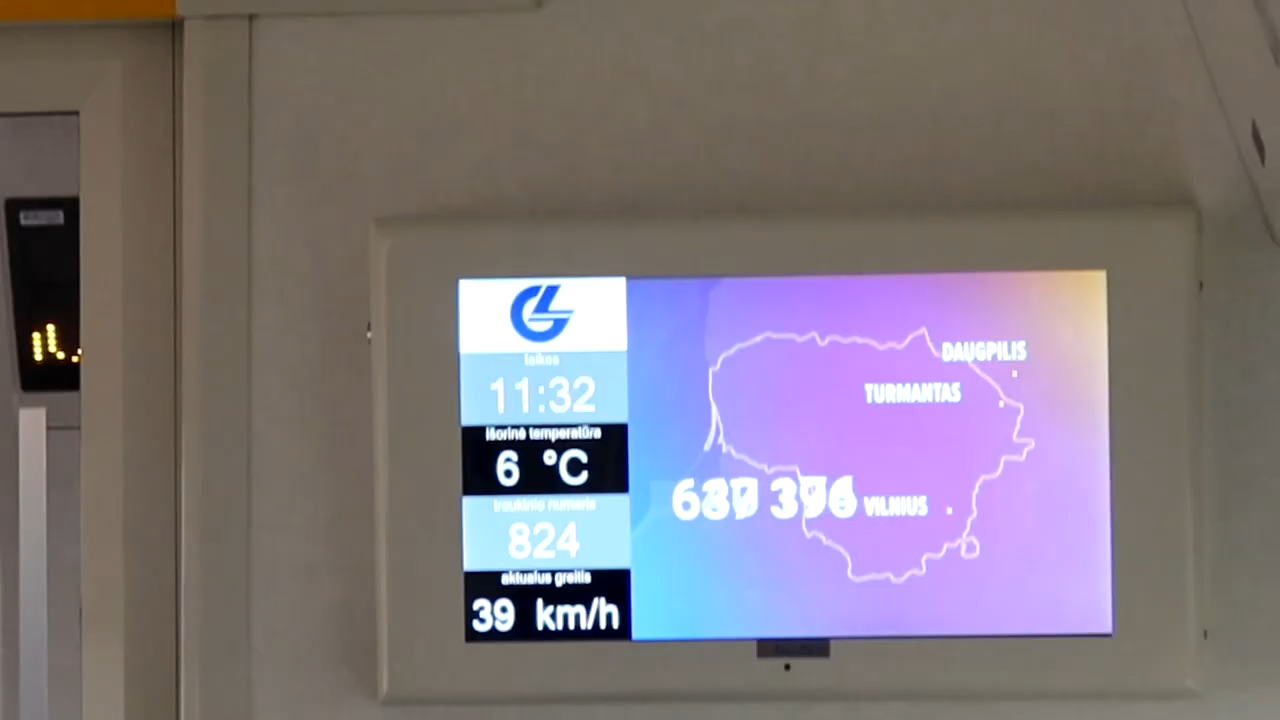 laikas
11:32
išorinė temperatūra
6 °C
traukinio numeris
824
aktualus greitis
39 km/h
DAUGPILIS
TURMANTAS
VILNIUS